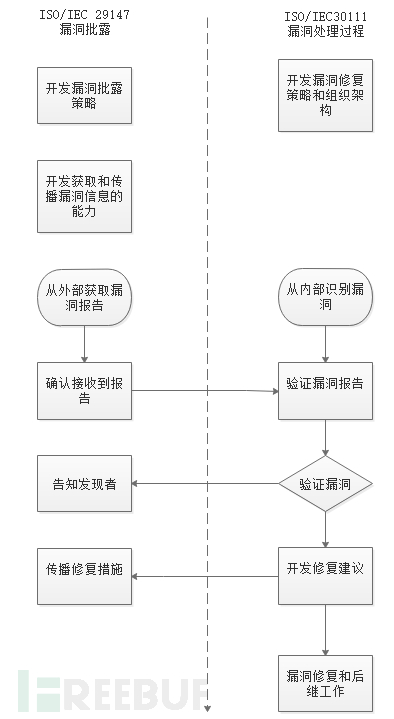 ISO/IEC 29147
漏洞批露
ISO/IEC30111
漏洞处理过程
开发漏洞批露
策略
开发漏洞修复
策略和组织架
构
开发获取和传
播漏洞信息的
能力
从外部获取漏
洞报告
从内部识别漏
洞
确认接收到报
告
验证漏洞报告
告知发现者
验证漏洞
传播修复措施
开发修复建议
漏洞修复和后
维工作
FREEBUF